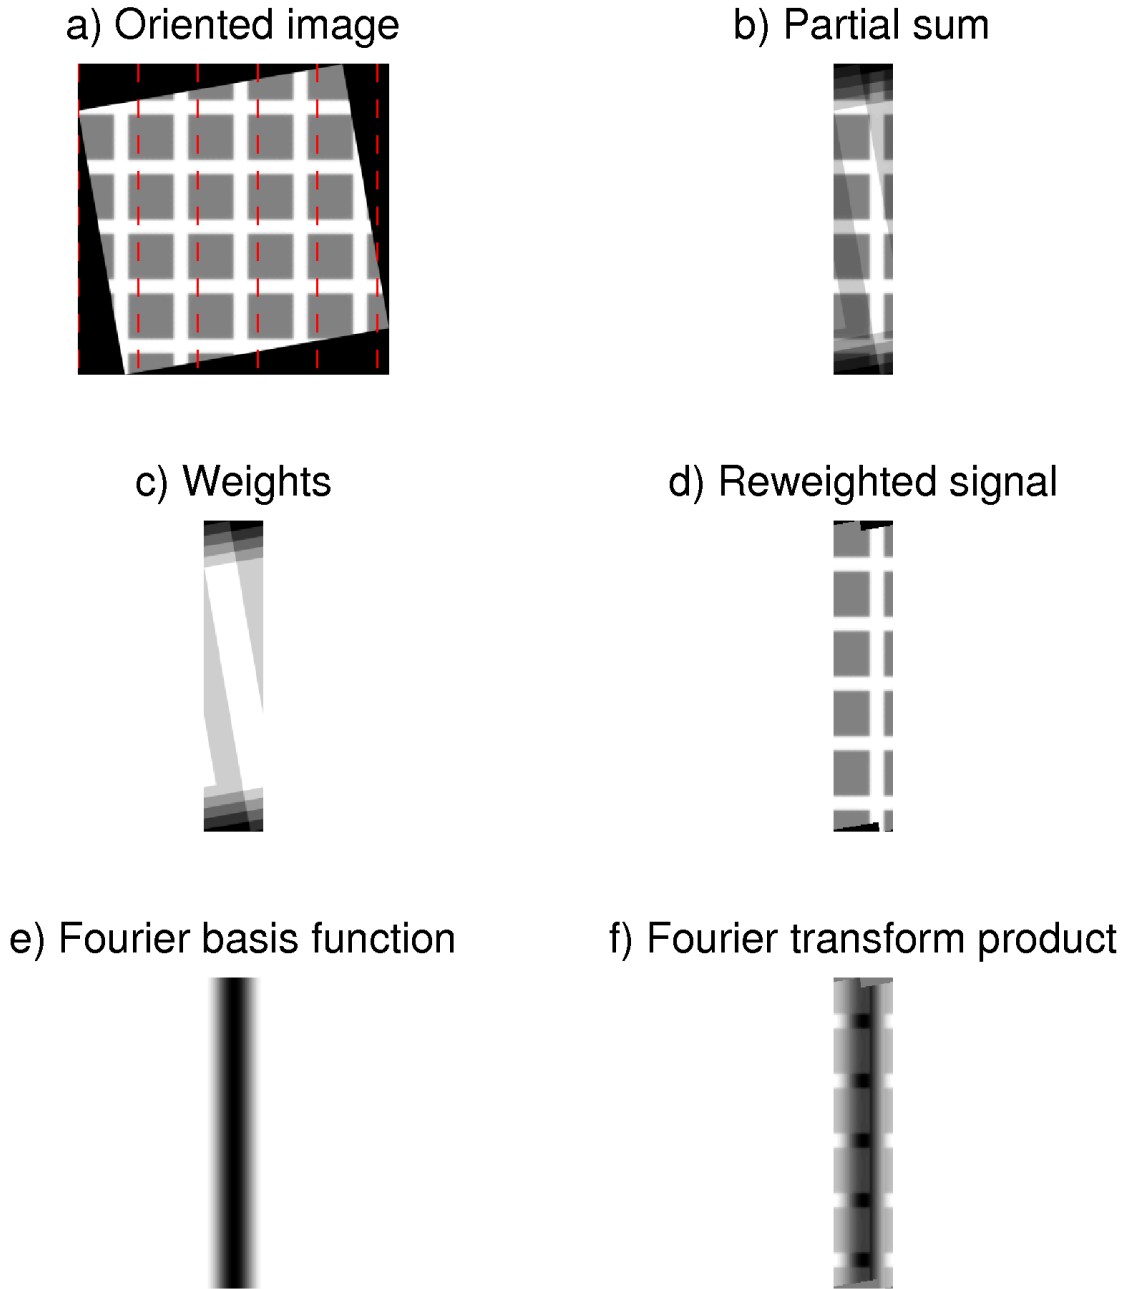 a) Oriented image
b) Partial sum
c) Weights
d) Reweighted signal
e) Fourier basis function
f) Fourier transform product